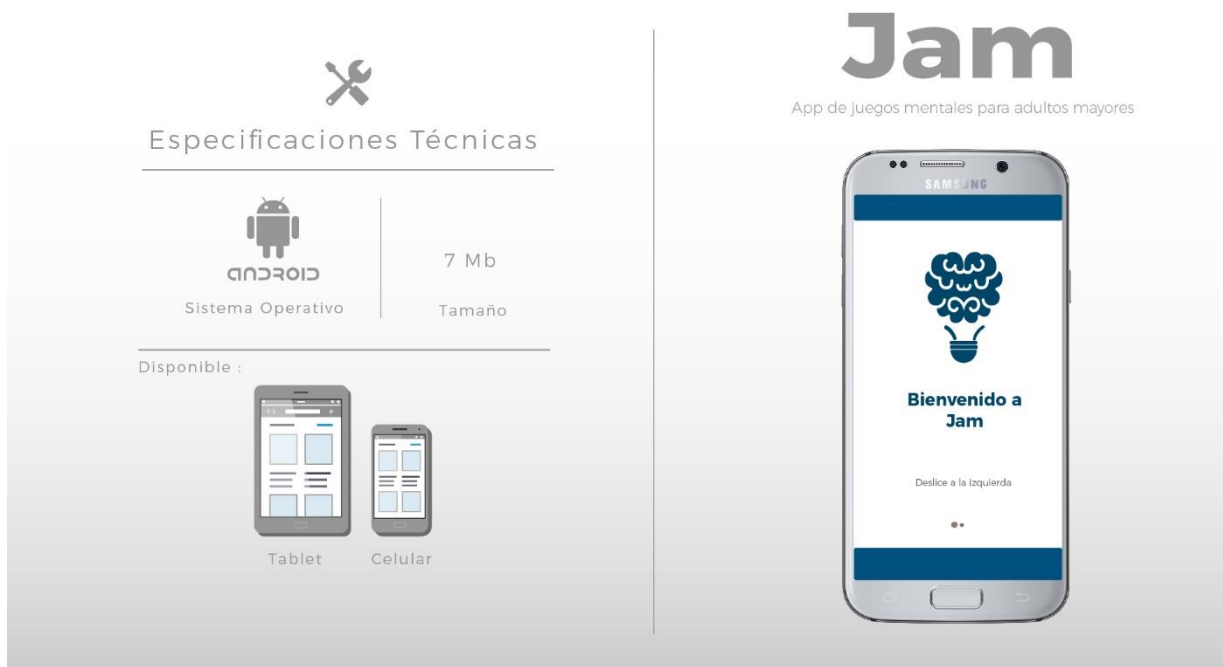 Especificaciones Técnicas
ANDROID
Sistema Operativo
7 Mb
Tamaño
Disponible :
Tablet
Celular
Jam
App de juegos mentales para adultos mayores
SAMSUNG
Bienvenido a
Jam
Deslice a la izquierda